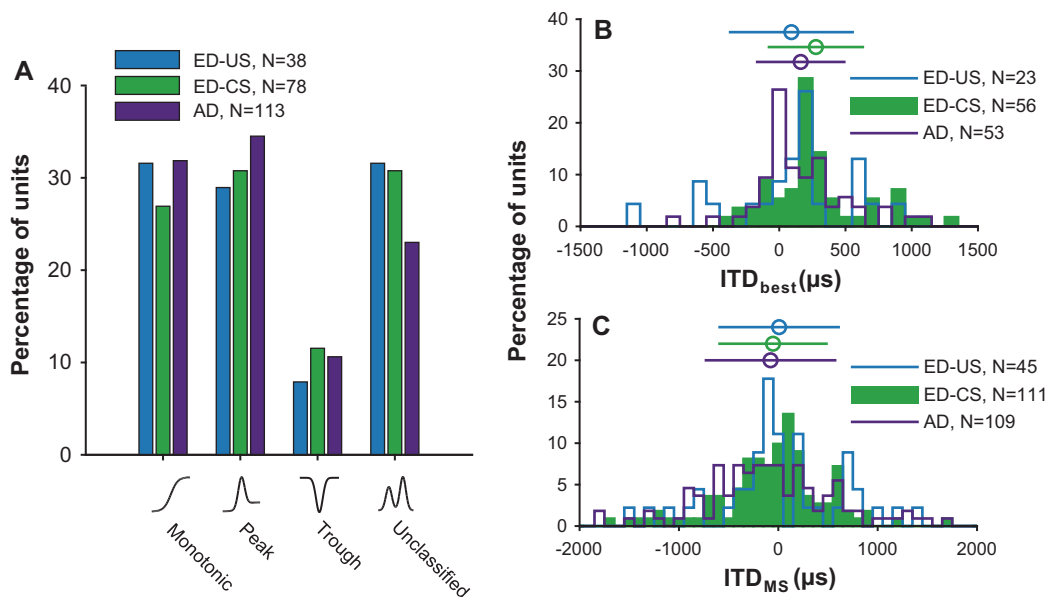 A
ED-US, N=38
ED-CS, N=78
AD, N=113
Percentage of units
40
30
20
10
0
Monotonic
Peak
Trough
Unclassified
B
ED-US, N=23
ED-CS, N=56
AD, N=53
Percentage of units
40
30
20
10
0
-1500 -1000 -500 0 500 1000 1500
ITDbest (µs)
C
ED-US, N=45
ED-CS, N=111
AD, N=109
25
20
15
10
5
0
-2000 -1000 0 1000 2000
ITDMS (µs)